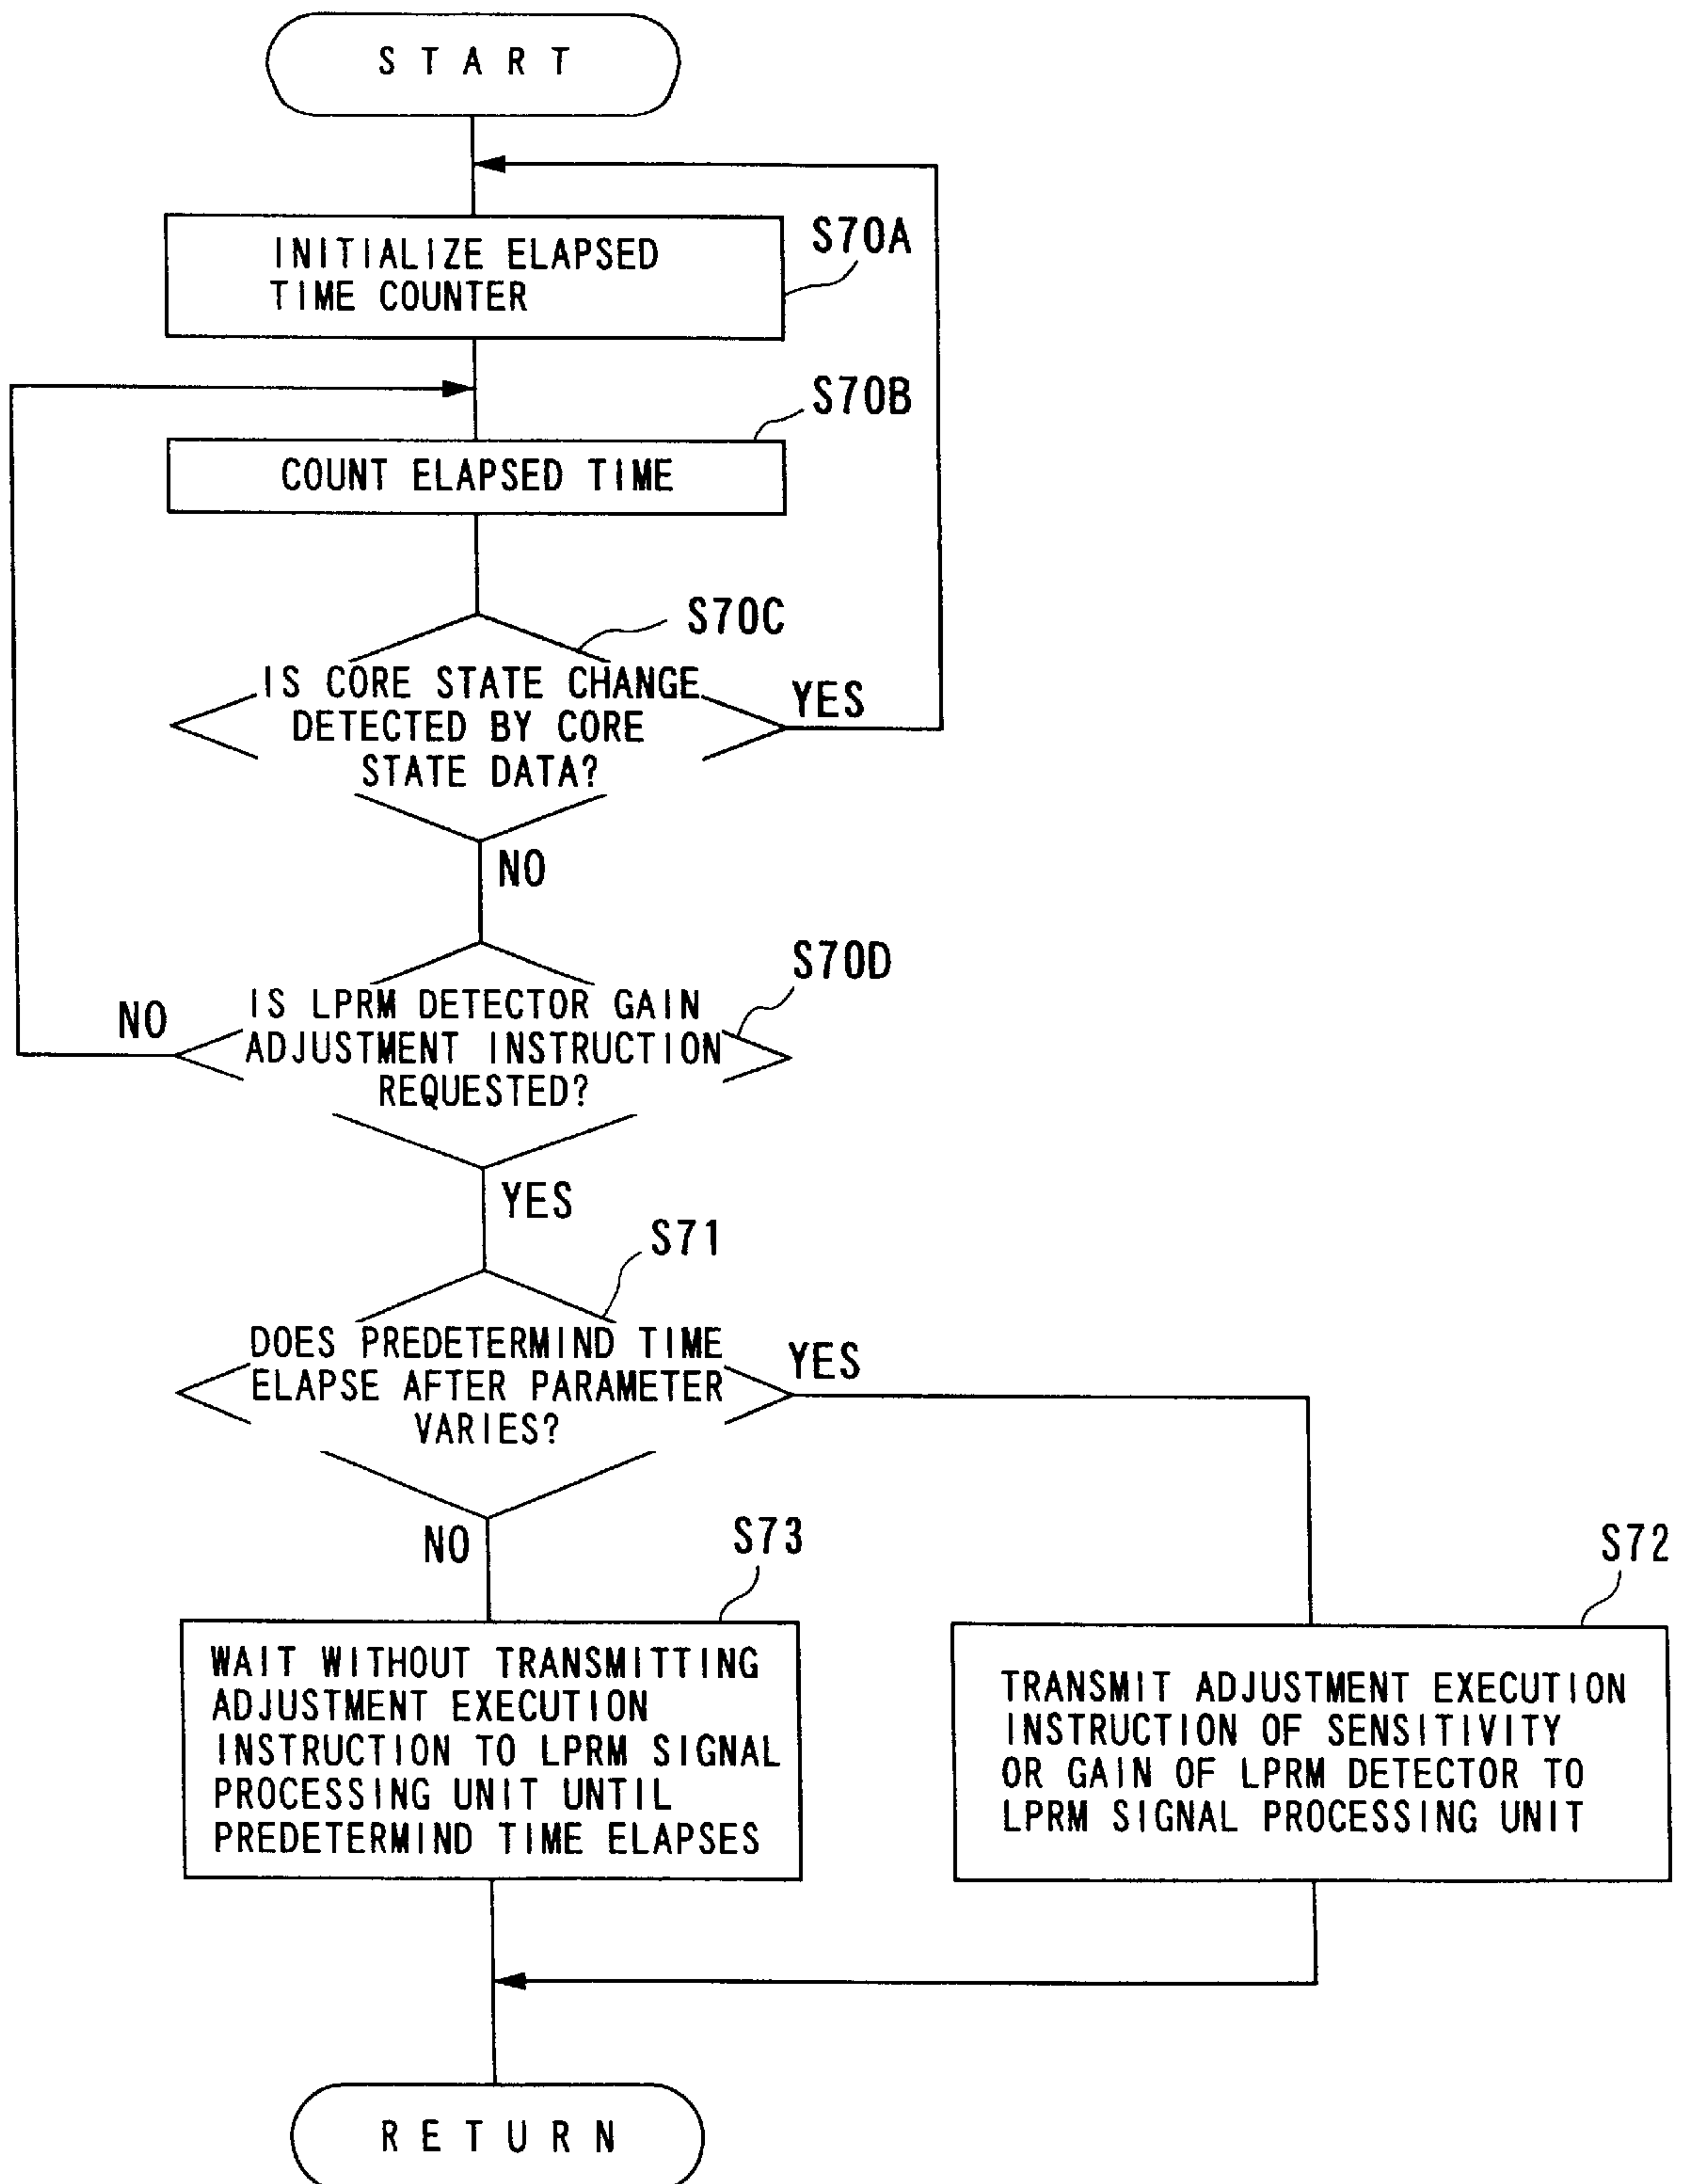 START
INITIALIZE ELAPSED
TIME COUNTER
S70A
S70B
COUNT ELAPSED TIME
S70C
IS CORE STATE CHANGE
DETECTED BY CORE
STATE DATA?
YES
NO
S70D
IS LPRM DETECTOR GAIN
ADJUSTMENT INSTRUCTION
REQUESTED?
NO
YES
S71
DOES PREDETERMIND TIME
ELAPSE AFTER PARAMETER
VARIES?
YES
NO
S73
WAIT WITHOUT TRANSMITTING
ADJUSTMENT EXECUTION
INSTRUCTION TO LPRM SIGNAL
PROCESSING UNIT UNTIL
PREDETERMIND TIME ELAPSES
S72
TRANSMIT ADJUSTMENT EXECUTION
INSTRUCTION OF SENSITIVITY
OR GAIN OF LPRM DETECTOR TO
LPRM SIGNAL PROCESSING UNIT
RETURN